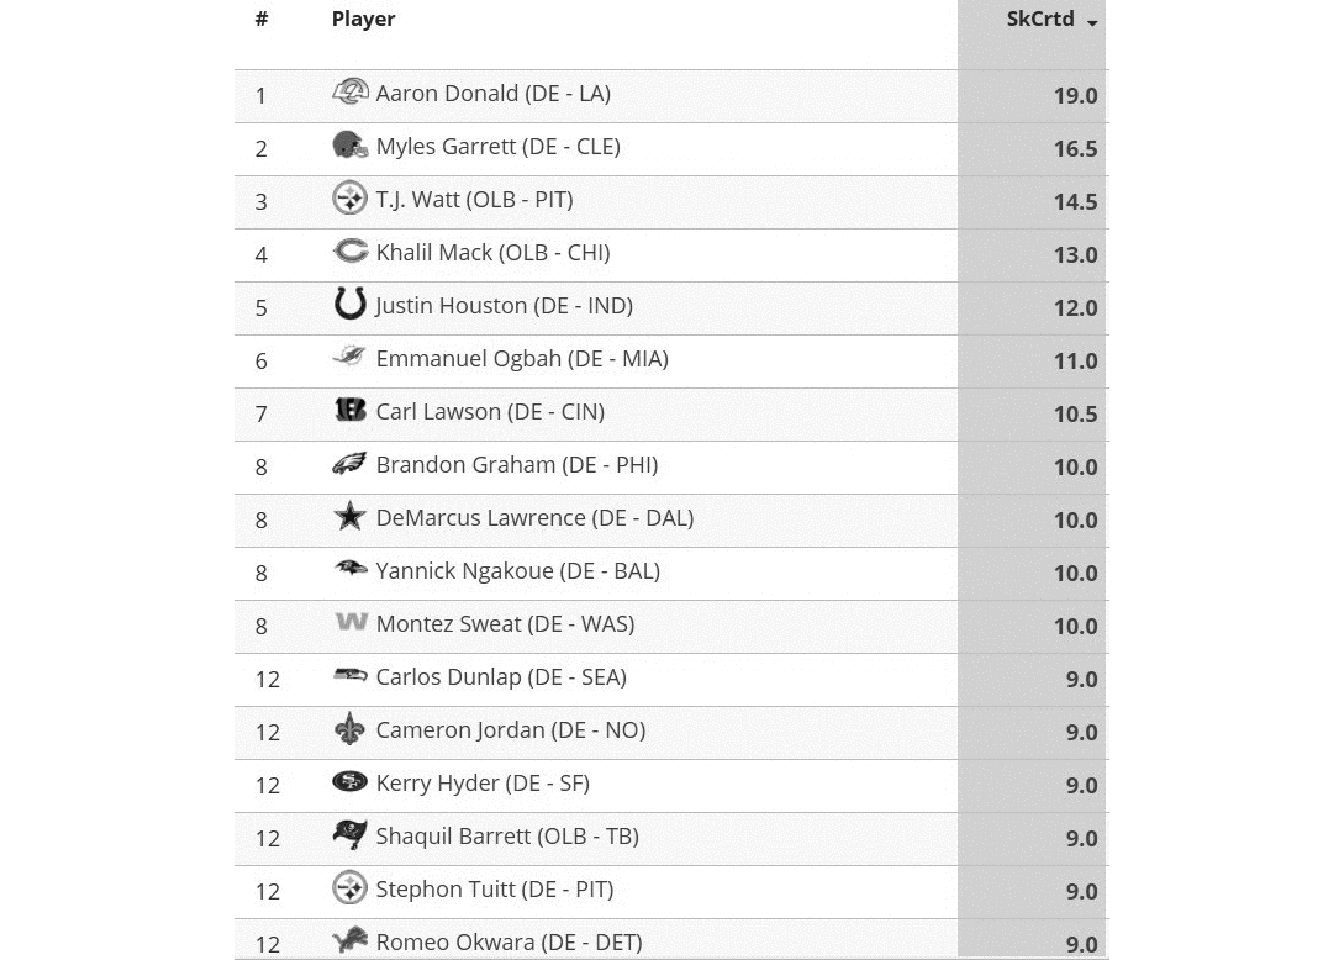 # Player SkCrtd
1 Aaron Donald (DE - LA) 19.0
2 Myles Garrett (DE - CLE) 16.5
3 T.J. Watt (OLB - PIT) 14.5
4 Khalil Mack (OLB - CHI) 13.0
5 Justin Houston (DE - IND) 12.0
6 Emmanuel Ogbah (DE - MIA) 11.0
7 Carl Lawson (DE - CIN) 10.5
8 Brandon Graham (DE - PHI) 10.0
8 DeMarcus Lawrence (DE - DAL) 10.0
8 Yannick Ngakoue (DE - BAL) 10.0
8 Montez Sweat (DE - WAS) 10.0
12 Carlos Dunlap (DE - SEA) 9.0
12 Cameron Jordan (DE - NO) 9.0
12 Kerry Hyder (DE - SF) 9.0
12 Shaquil Barrett (OLB - TB) 9.0
12 Stephon Tuitt (DE - PIT) 9.0
12 Romeo Okwara (DE - DET) 9.0